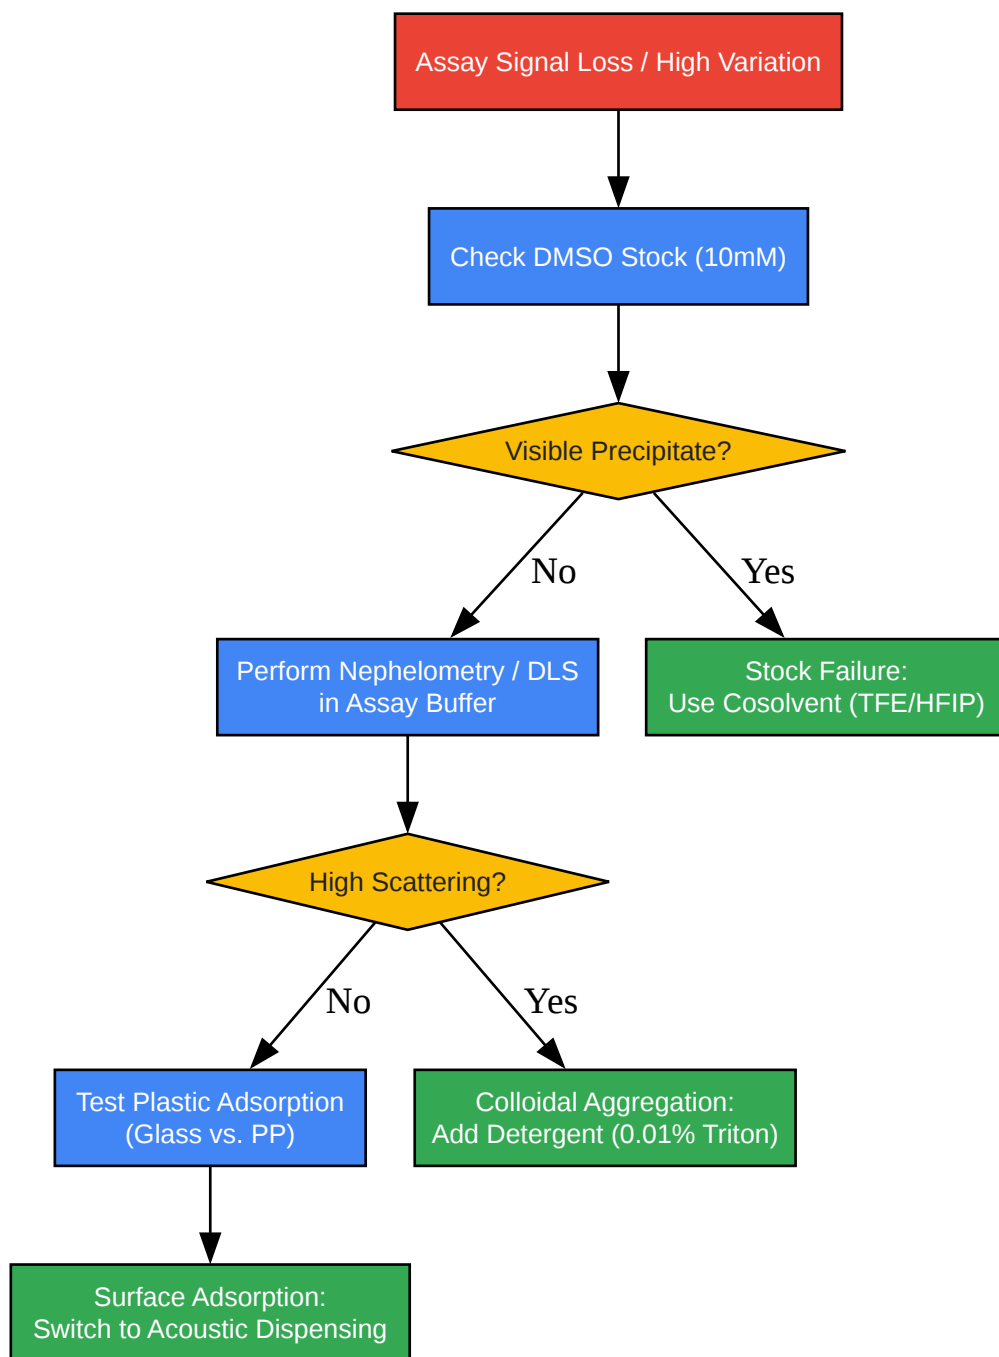 Assay Signal Loss / High Variation
Check DMSO Stock (10mM)
Visible Precipitate?
No
Yes
Perform Nephelometry / DLS
in Assay Buffer
Stock Failure:
Use Cosolvent (TFE/HFIP)
High Scattering?
No
Yes
Test Plastic Adsorption
(Glass vs. PP)
Colloidal Aggregation:
Add Detergent (0.01% Triton)
Surface Adsorption:
Switch to Acoustic Dispensing